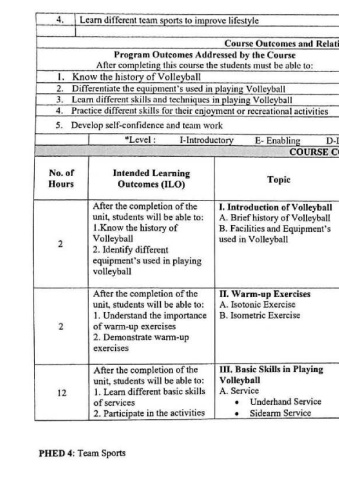 4. Learn different team sports to improve lifestyle
Course Outcomes and Relati
Program Outcomes Addressed by the Course
After completing this course the students must be able to:
1. Know the history of Volleyball
2. Differentiate the equipment's used in playing Volleyball
3. Learn different skills and techniques in playing Volleyball
4. Practice different skills for their enjoyment or recreational activities
5. Develop self-confidence and team work
*Level : I-Introductory E- Enabling D-I
COURSE C
No. of
Hours
Intended Learning
Outcomes (ILO)
Topic
2
After the completion of the
unit, students will be able to:
1.Know the history of
Volleyball
2. Identify different
equipment's used in playing
volleyball
I. Introduction of Volleyball
A. Brief history of Volleyball
B. Facilities and Equipment's
used in Volleyball
2
After the completion of the
unit, students will be able to:
1. Understand the importance
of warm-up exercises
2. Demonstrate warm-up
exercises
II. Warm-up Exercises
A. Isotonic Exercise
B. Isometric Exercise
12
After the completion of the
unit, students will be able to:
1. Learn different basic skills
of services
2. Participate in the activities
III. Basic Skills in Playing
Volleyball
A. Service
• Underhand Service
• Sidearm Service
PHED 4: Team Sports